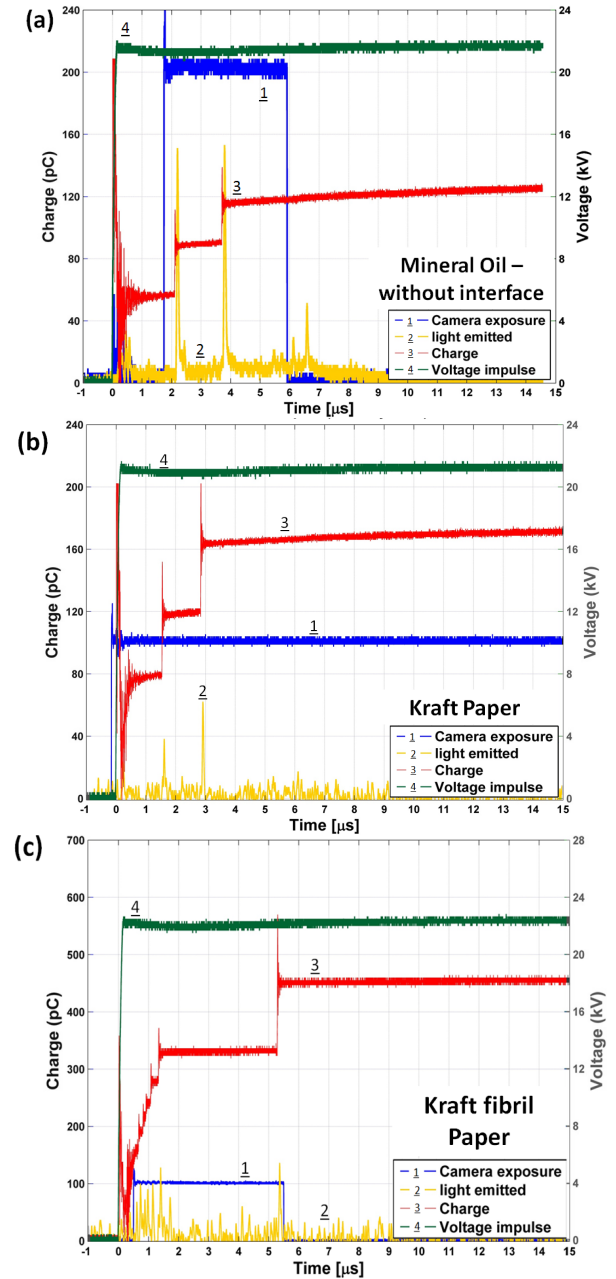 (a)
240
200
160
120
80
40
0
Charge (pC)
24
20
16
12
8
4
0
Voltage (kV)
4
1
3
2
Mineral Oil –
without interface
1 Camera exposure
2 light emitted
3 Charge
4 Voltage impulse
-1 0 1 2 3 4 5 6 7 8 9 10 11 12 13 14 15
Time [μs]
(b)
240
200
160
120
80
40
0
Charge (pC)
24
20
16
12
8
4
0
Voltage (kV)
4
3
1
2
Kraft Paper
1 Camera exposure
2 light emitted
3 Charge
4 Voltage impulse
-1 0 1 2 3 4 5 6 7 8 9 10 11 12 13 14 15
Time [μs]
(c)
700
600
500
400
300
200
100
0
Charge (pC)
28
24
20
16
12
8
4
0
Voltage (kV)
4
3
1
2
Kraft fibril
Paper
1 Camera exposure
2 light emitted
3 Charge
4 Voltage impulse
-1 0 1 2 3 4 5 6 7 8 9 10 11 12 13 14 15
Time [μs]